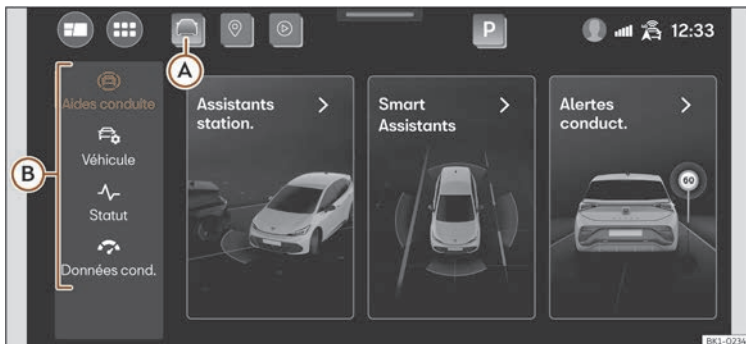 P
12:33
A
B
Aides conduite
Véhicule
Statut
Données cond.
Assistants
station.
Smart
Assistants
Alertes
conduct.
60
BK1-0234